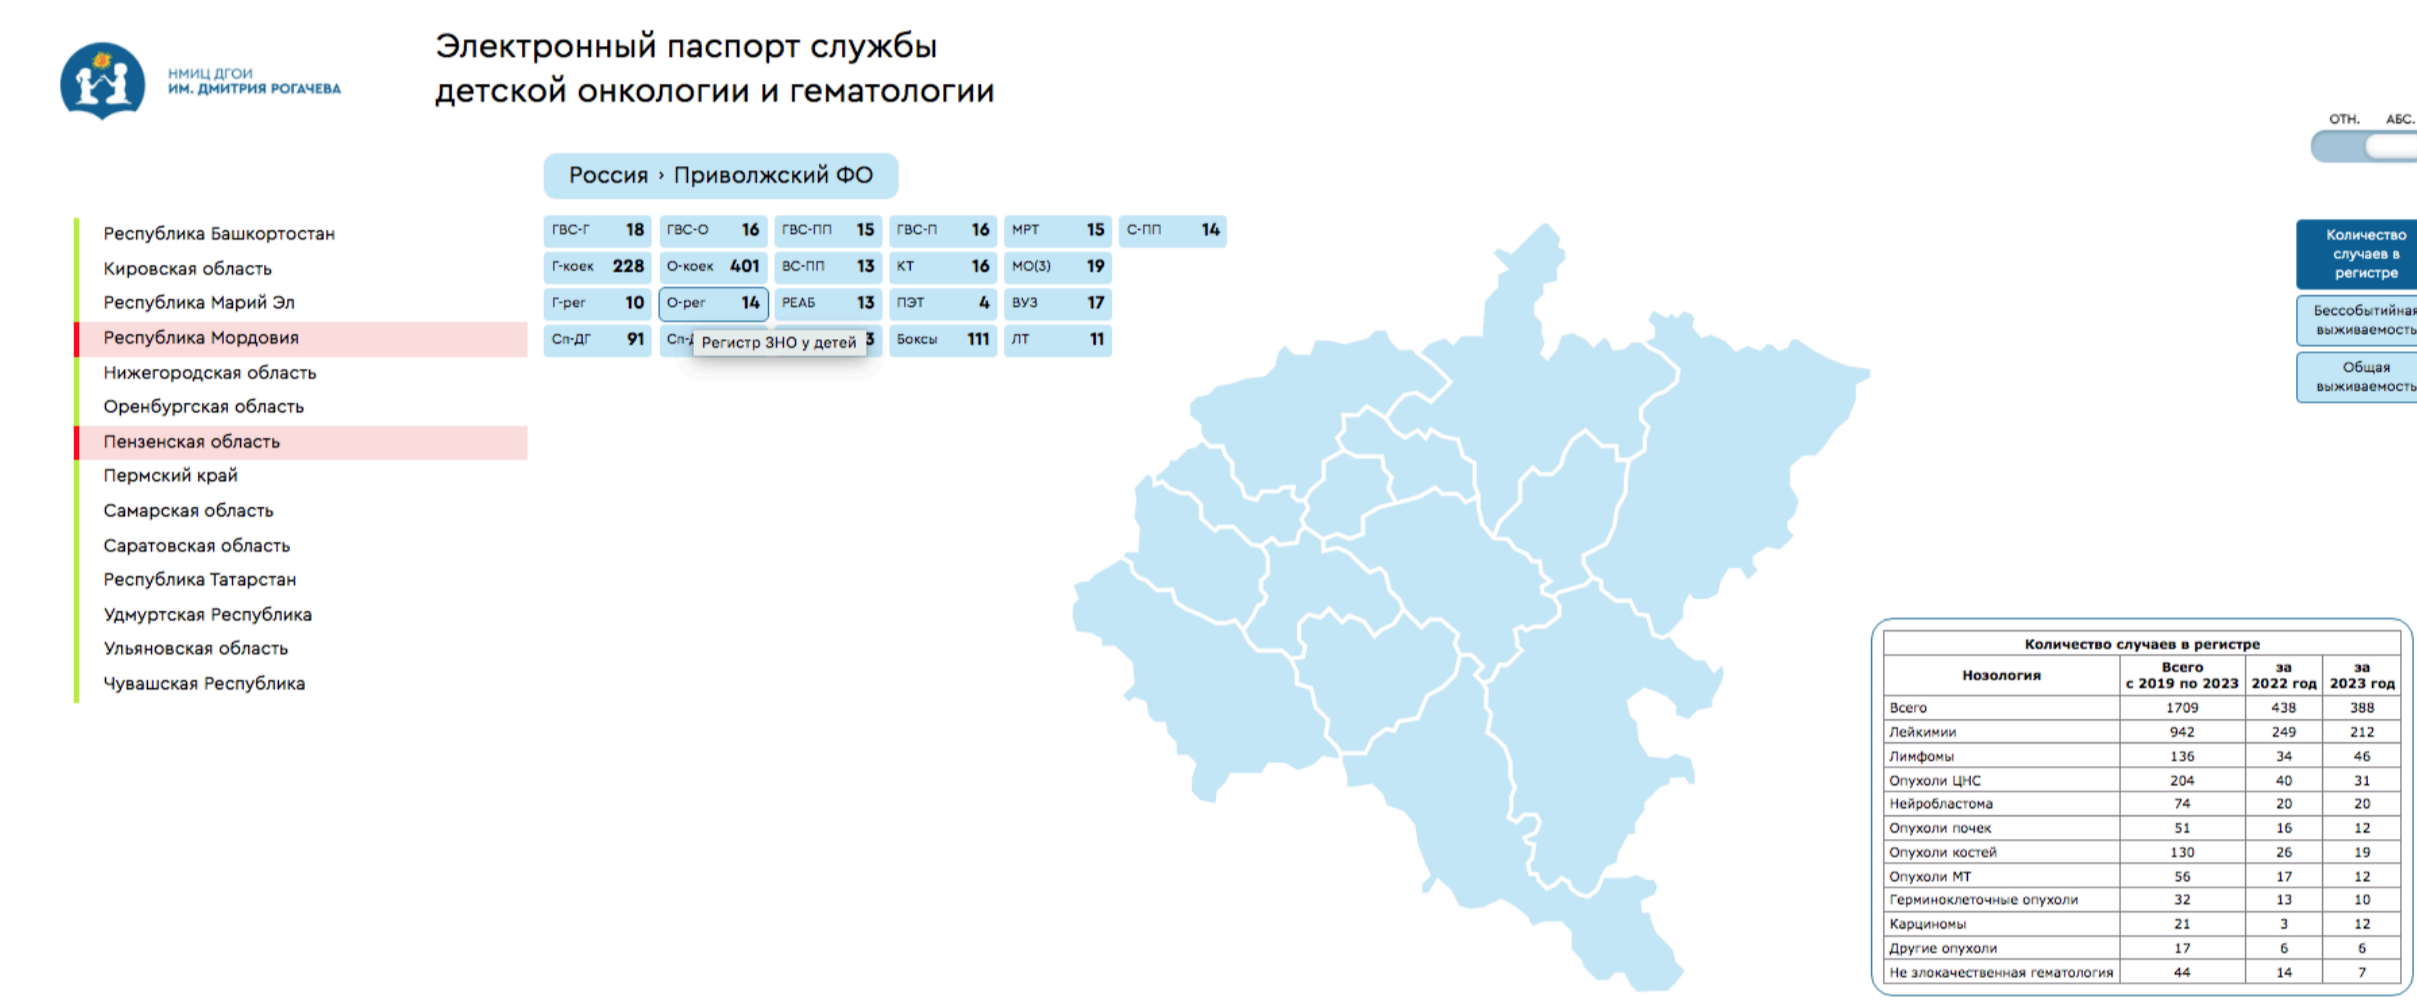 НМИЦ ДГОИ
ИМ. ДМИТРИЯ РОГАЧЕВА
Электронный паспорт службы
детской онкологии и гематологии
ОТН. АБС.
Россия › Приволжский ФО
Республика Башкортостан
Кировская область
Республика Марий Эл
Республика Мордовия
Нижегородская область
Оренбургская область
Пензенская область
Пермский край
Самарская область
Саратовская область
Республика Татарстан
Удмуртская Республика
Ульяновская область
Чувашская Республика
ГВС-Г 18 ГВС-О 16 ГВС-ПП 15 ГВС-П 16 МРТ 15 С-ПП 14
Г-коек 228 О-коек 401 ВС-ПП 13 КТ 16 МО(3) 19
Г-рег 10 О-рег 14 РЕАБ 13 ПЭТ 4 ВУЗ 17
Сп-ДГ 91 Сп-Д 3 Боксы 111 ЛТ 11
Регистр ЗНО у детей
Количество
случаев в
регистре
Бессобытийная
выживаемость
Общая
выживаемость
Количество случаев в регистре
Нозология Всего с 2019 по 2023 за 2022 год за 2023 год
Всего 1709 438 388
Лейкимии 942 249 212
Лимфомы 136 34 46
Опухоли ЦНС 204 40 31
Нейробластома 74 20 20
Опухоли почек 51 16 12
Опухоли костей 130 26 19
Опухоли МТ 56 17 12
Герминоклеточные опухоли 32 13 10
Карциномы 21 3 12
Другие опухоли 17 6 6
Не злокачественная гематология 44 14 7